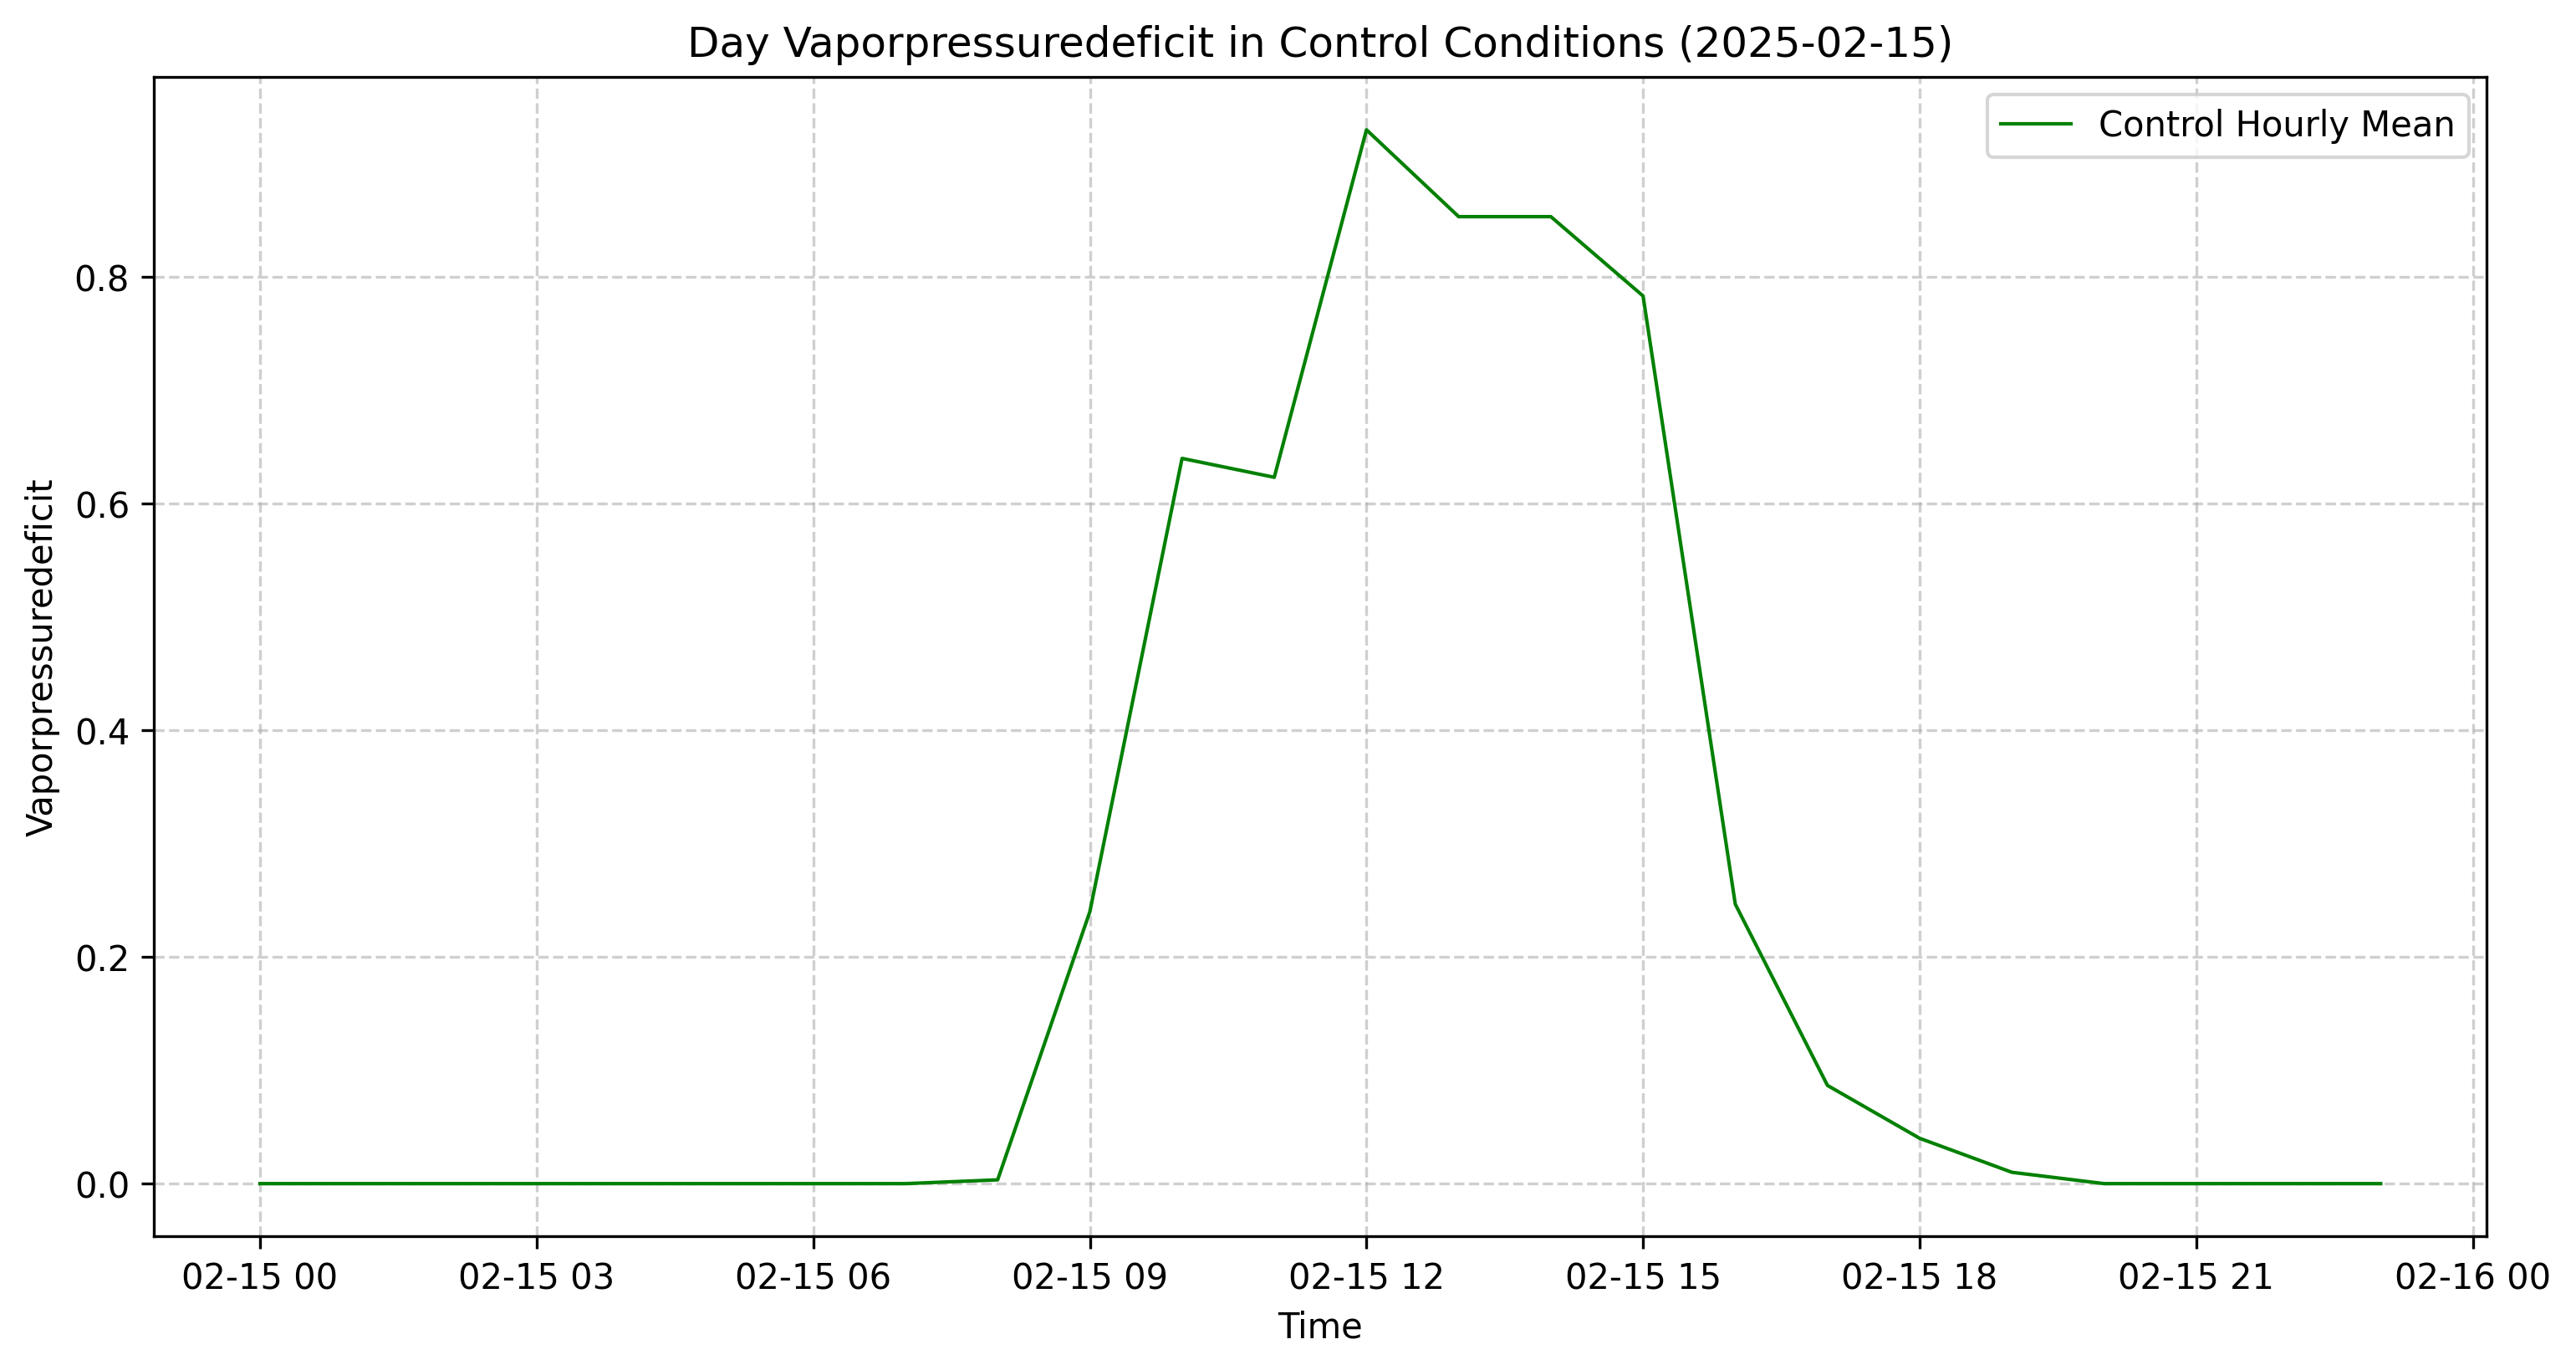 Day Vaporpressuredeficit in Control Conditions (2025-02-15)
Control Hourly Mean
Vaporpressuredeficit
0.8
0.6
0.4
0.2
0.0
02-15 00 02-15 03 02-15 06 02-15 09 02-15 12 02-15 15 02-15 18 02-15 21 02-16 00
Time